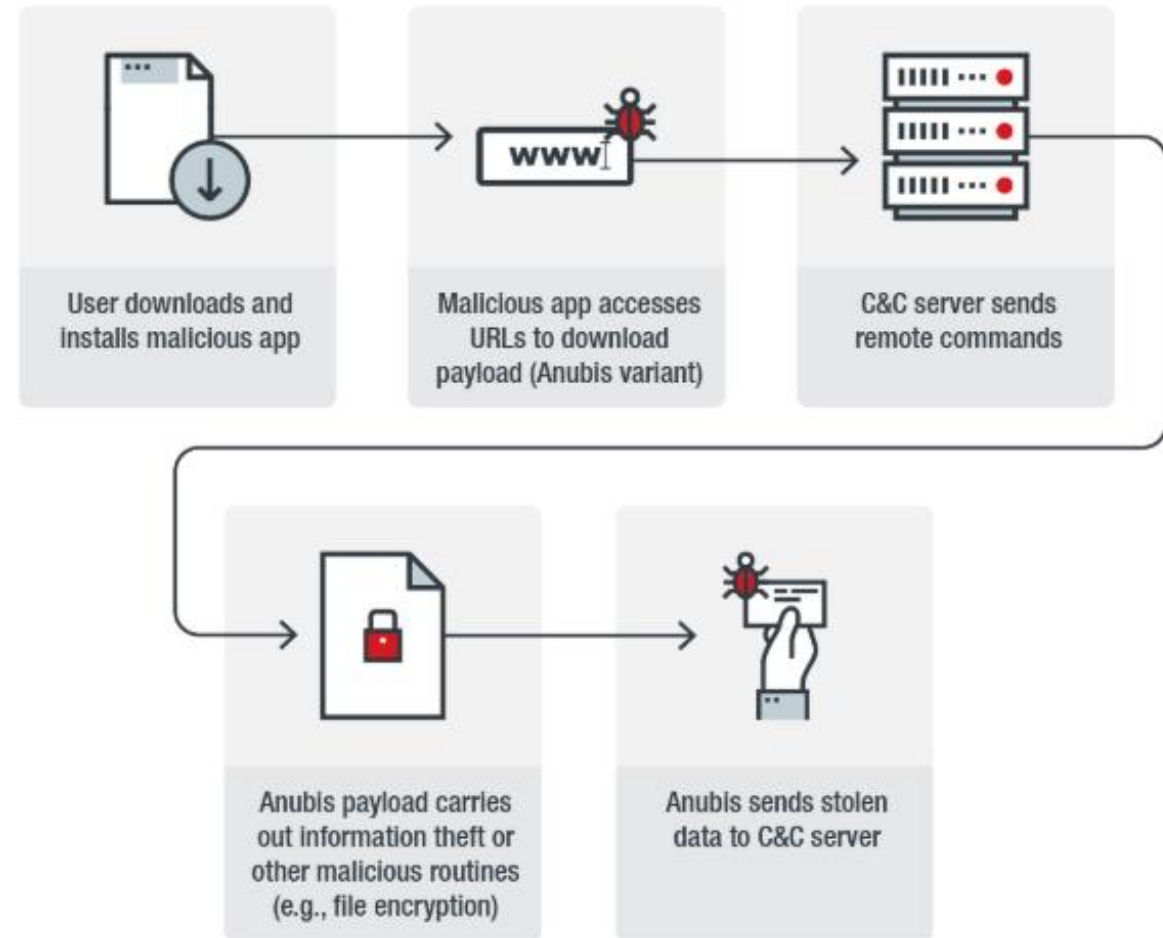 www
User downloads and
installs malicious app
Malicious app accesses
URLs to download
payload (Anubis variant)
C&C server sends
remote commands
Anubis payload carries
out information theft or
other malicious routines
(e.g., file encryption)
Anubis sends stolen
data to C&C server